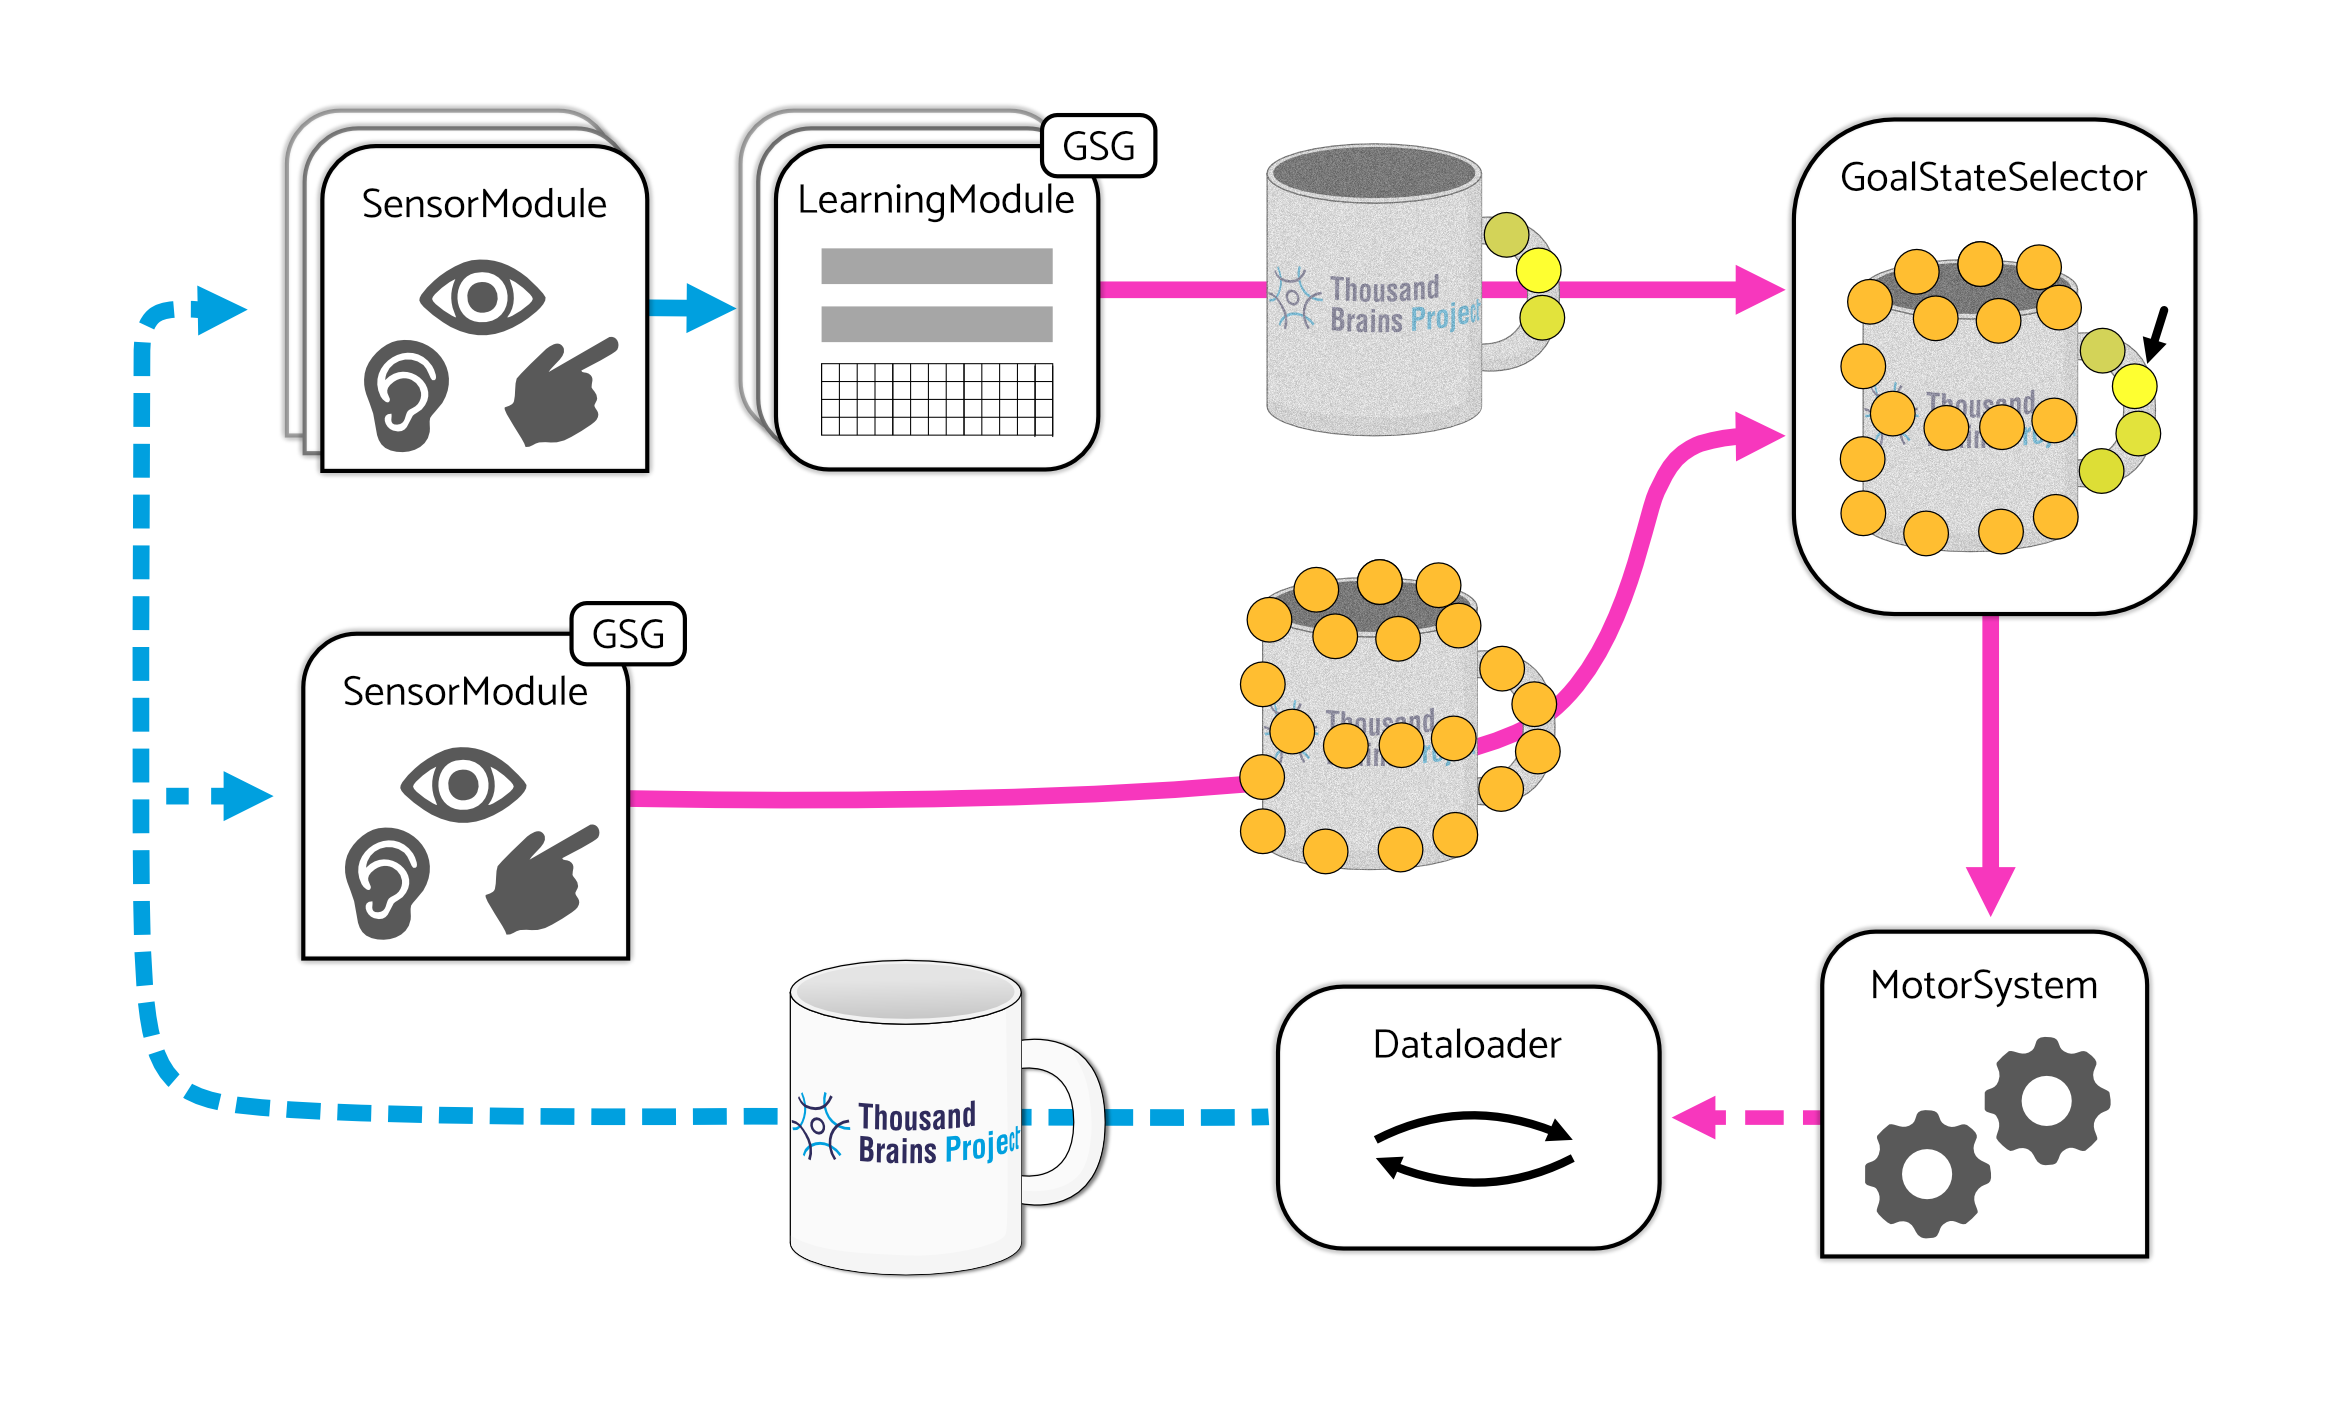 SensorModule
GSG
LearningModule
Thousand
Brains Project
GoalStateSelector
Thousand
GSG
SensorModule
Thousand
MotorSystem
Dataloader
Thousand
Brains Project